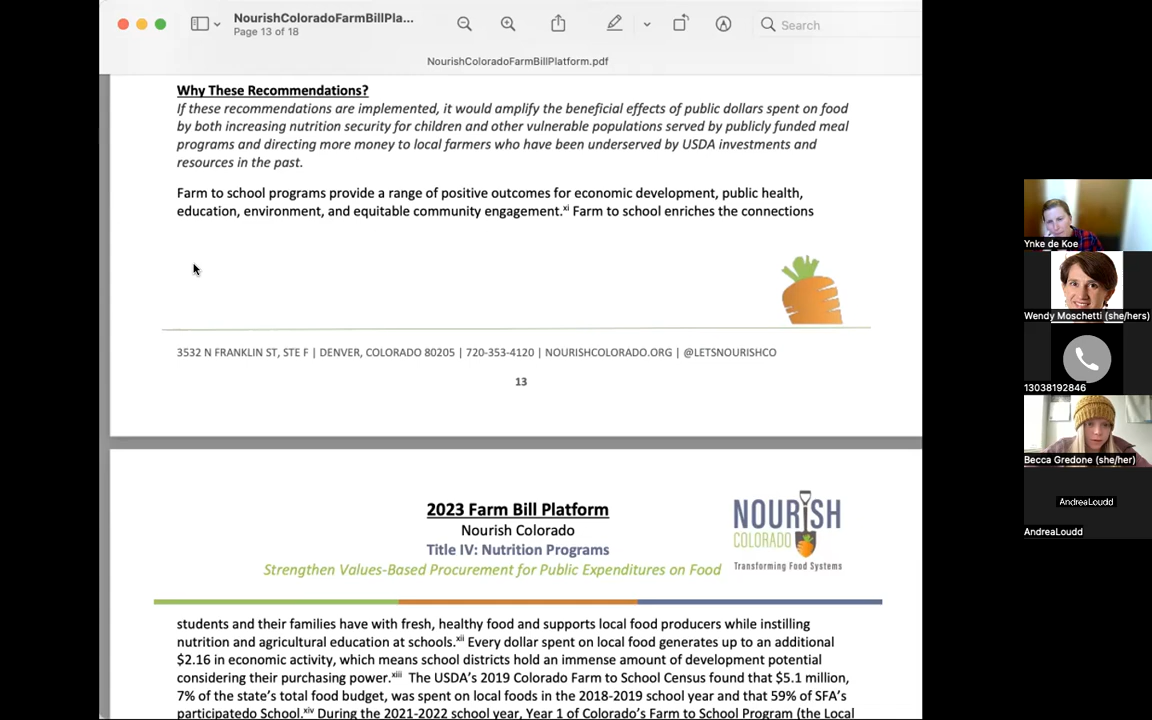 NourishColoradoFarmBillPla...
Page 13 of 18
Search
NourishColoradoFarmBillPlatform.pdf
Why These Recommendations?
If these recommendations are implemented, it would amplify the beneficial effects of public dollars spent on food
by both increasing nutrition security for children and other vulnerable populations served by publicly funded meal
programs and directing more money to local farmers who have been underserved by USDA investments and
resources in the past.
Farm to school programs provide a range of positive outcomes for economic development, public health,
education, environment, and equitable community engagement.xi Farm to school enriches the connections
3532 N FRANKLIN ST, STE F | DENVER, COLORADO 80205 | 720-353-4120 | NOURISHCOLORADO.ORG | @LETSNOURISHCO
13
2023 Farm Bill Platform
Nourish Colorado
Title IV: Nutrition Programs
Strengthen Values-Based Procurement for Public Expenditures on Food
NOURISH
COLORADO
Transforming Food Systems
students and their families have with fresh, healthy food and supports local food producers while instilling
nutrition and agricultural education at schools.xii Every dollar spent on local food generates up to an additional
$2.16 in economic activity, which means school districts hold an immense amount of development potential
considering their purchasing power.xiii The USDA's 2019 Colorado Farm to School Census found that $5.1 million,
7% of the state's total food budget, was spent on local foods in the 2018-2019 school year and that 59% of SFA's
participatedo School.xiv During the 2021-2022 school year, Year 1 of Colorado's Farm to School Program (the Local
Ynke de Koe
Wendy Moschetti (she/hers)
13038192846
Becca Gredone (she/her)
AndreaLoudd
AndreaLoudd